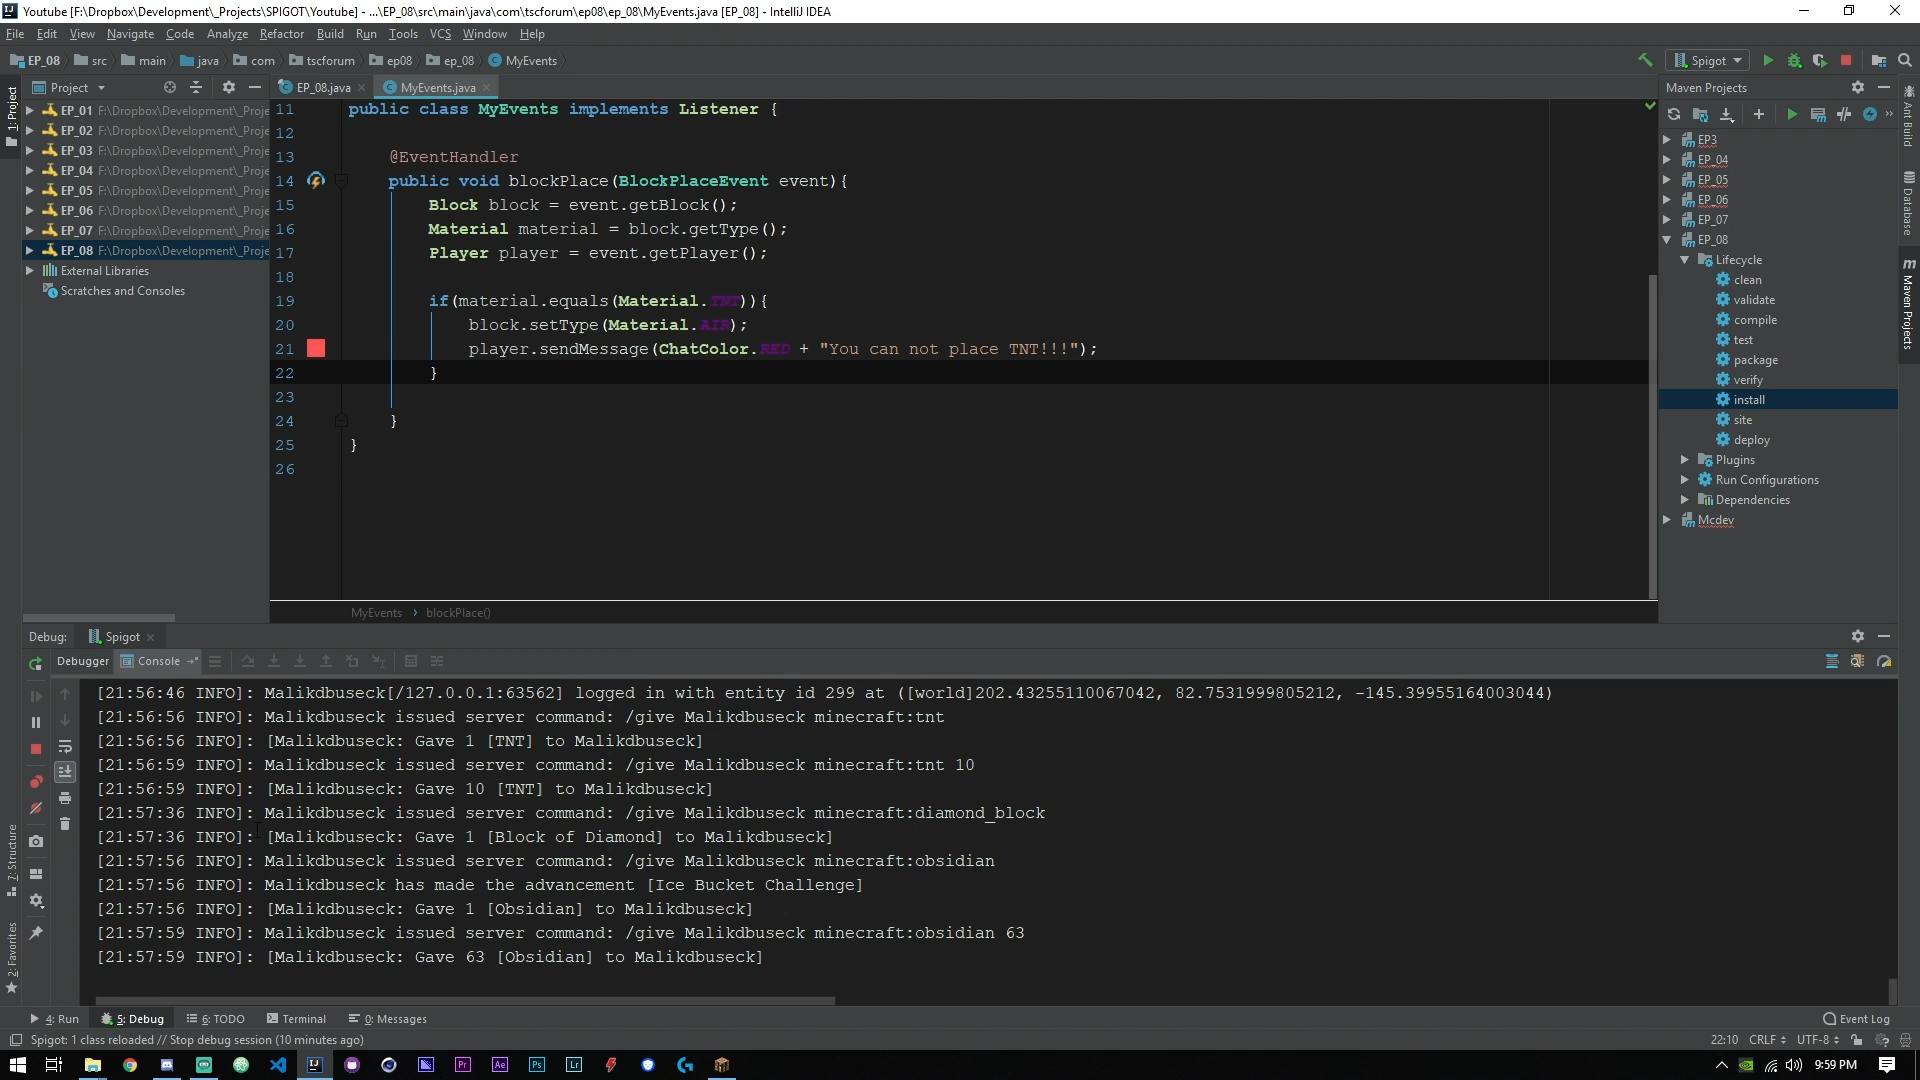 Youtube [F:\Dropbox\Development\_Projects\SPIGOT\Youtube] - ...\EP_08\src\main\java\com\tscforum\ep08\ep_08\MyEvents.java [EP_08] - IntelliJ IDEA
File Edit View Navigate Code Analyze Refactor Build Run Tools VCS Window Help
EP_08 src main java com tscforum ep08 ep_08 MyEvents
Spigot
Project
EP_08.java MyEvents.java
Maven Projects
1: Project
EP_01 F:\Dropbox\Development\_Proje
EP_02 F:\Dropbox\Development\_Proje
EP_03 F:\Dropbox\Development\_Proje
EP_04 F:\Dropbox\Development\_Proje
EP_05 F:\Dropbox\Development\_Proje
EP_06 F:\Dropbox\Development\_Proje
EP_07 F:\Dropbox\Development\_Proje
EP_08 F:\Dropbox\Development\_Proje
External Libraries
Scratches and Consoles
11 public class MyEvents implements Listener {
12
13 @EventHandler
14 public void blockPlace(BlockPlaceEvent event){
15 Block block = event.getBlock();
16 Material material = block.getType();
17 Player player = event.getPlayer();
18
19 if(material.equals(Material.TNT)){
20 block.setType(Material.AIR);
21 player.sendMessage(ChatColor.RED + "You can not place TNT!!!");
22 }
23
24 }
25 }
26
MyEvents › blockPlace()
EP3
EP_04
EP_05
EP_06
EP_07
EP_08
Lifecycle
clean
validate
compile
test
package
verify
install
site
deploy
Plugins
Run Configurations
Dependencies
Mcdev
Ant Build
Database
m Maven Projects
Debug: Spigot
Debugger Console
[21:56:46 INFO]: Malikdbuseck[/127.0.0.1:63562] logged in with entity id 299 at ([world]202.43255110067042, 82.7531999805212, -145.39955164003044)
[21:56:56 INFO]: Malikdbuseck issued server command: /give Malikdbuseck minecraft:tnt
[21:56:56 INFO]: [Malikdbuseck: Gave 1 [TNT] to Malikdbuseck]
[21:56:59 INFO]: Malikdbuseck issued server command: /give Malikdbuseck minecraft:tnt 10
[21:56:59 INFO]: [Malikdbuseck: Gave 10 [TNT] to Malikdbuseck]
[21:57:36 INFO]: Malikdbuseck issued server command: /give Malikdbuseck minecraft:diamond_block
[21:57:36 INFO]: [Malikdbuseck: Gave 1 [Block of Diamond] to Malikdbuseck]
[21:57:56 INFO]: Malikdbuseck issued server command: /give Malikdbuseck minecraft:obsidian
[21:57:56 INFO]: Malikdbuseck has made the advancement [Ice Bucket Challenge]
[21:57:56 INFO]: [Malikdbuseck: Gave 1 [Obsidian] to Malikdbuseck]
[21:57:59 INFO]: Malikdbuseck issued server command: /give Malikdbuseck minecraft:obsidian 63
[21:57:59 INFO]: [Malikdbuseck: Gave 63 [Obsidian] to Malikdbuseck]
7: Structure
2: Favorites
4: Run 5: Debug 6: TODO Terminal 0: Messages
Event Log
Spigot: 1 class reloaded // Stop debug session (10 minutes ago)
22:10 CRLF UTF-8
9:59 PM